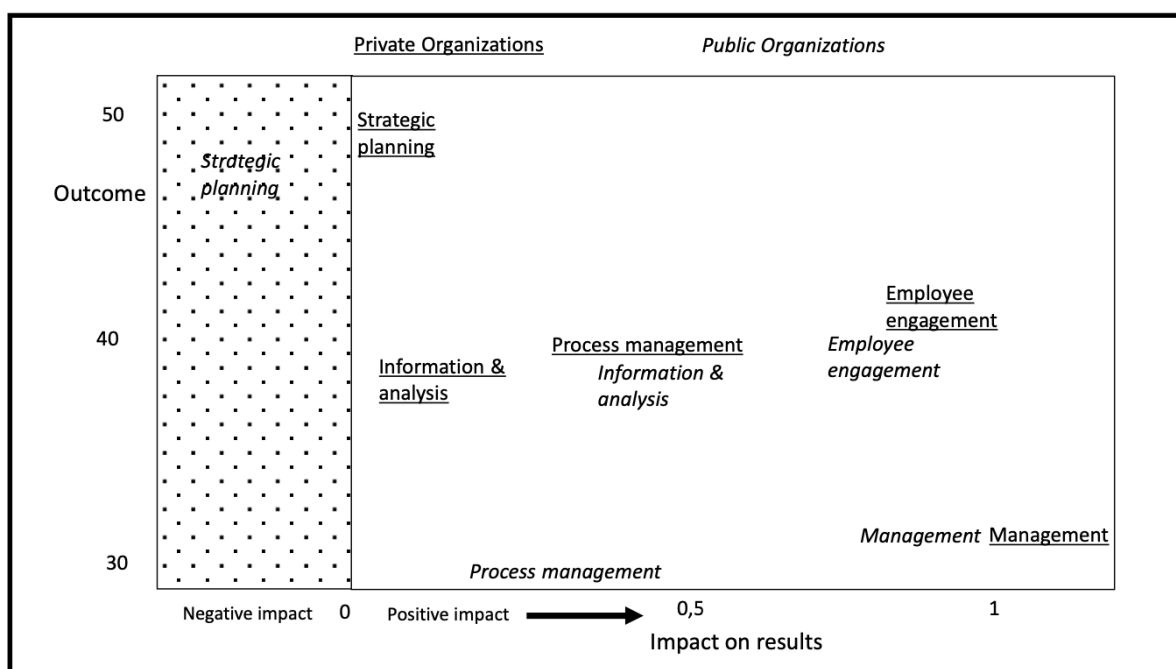 Private Organizations
Public Organizations
50
Strategic
planning
Strategic
planning
Outcome
Employee
engagement
40
Process management
Employee
engagement
Information &
analysis
Information &
analysis
Management
Management
30
Process management
Negative impact
0
Positive impact
0,5
1
Impact on results